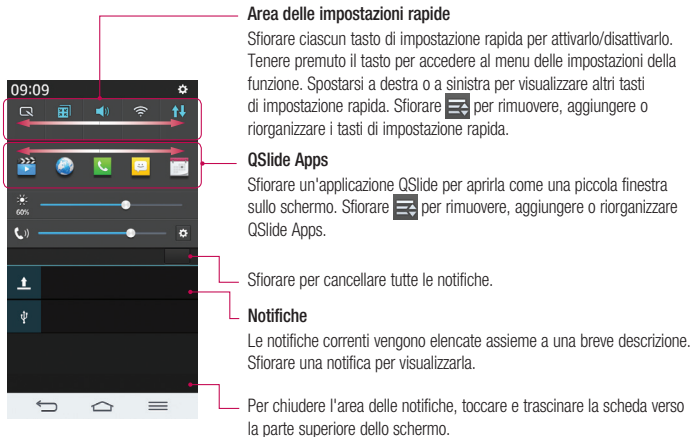 Area delle impostazioni rapide
Sfiorare ciascun tasto di impostazione rapida per attivarlo/disattivarlo.
Tenere premuto il tasto per accedere al menu delle impostazioni della
funzione. Spostarsi a destra o a sinistra per visualizzare altri tasti
di impostazione rapida. Sfiorare per rimuovere, aggiungere o
riorganizzare i tasti di impostazione rapida.
09:09
QSlide Apps
Sfiorare un'applicazione QSlide per aprirla come una piccola finestra
sullo schermo. Sfiorare per rimuovere, aggiungere o riorganizzare
QSlide Apps.
60%
Sfiorare per cancellare tutte le notifiche.
Notifiche
Le notifiche correnti vengono elencate assieme a una breve descrizione.
Sfiorare una notifica per visualizzarla.
Per chiudere l'area delle notifiche, toccare e trascinare la scheda verso
la parte superiore dello schermo.